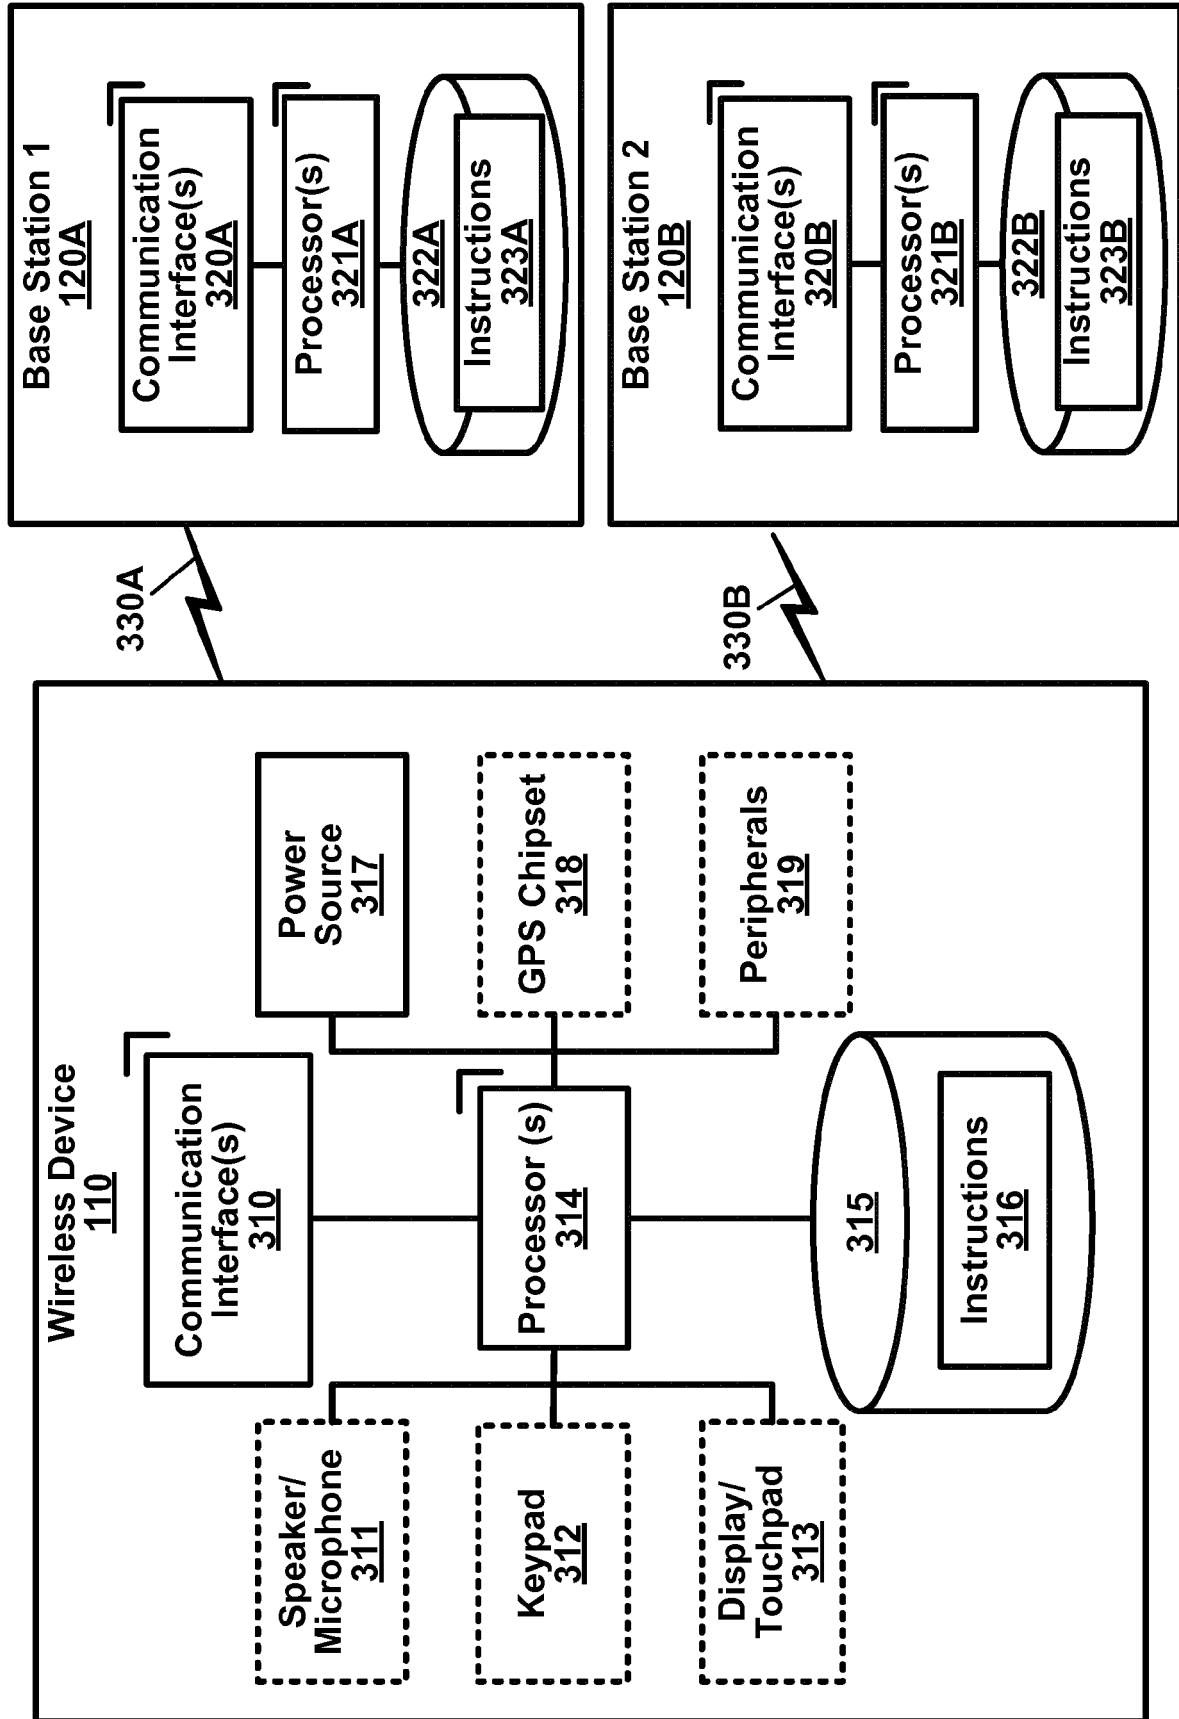 Wireless Device
110
Communication
Interface(s)
310
Speaker/
Microphone
311
Keypad
312
Display/
Touchpad
313
Processor (s)
314
Power
Source
317
GPS Chipset
318
Peripherals
319
315
Instructions
316
330A
330B
Base Station 1
120A
Communication
Interface(s)
320A
Processor(s)
321A
322A
Instructions
323A
Base Station 2
120B
Communication
Interface(s)
320B
Processor(s)
321B
322B
Instructions
323B